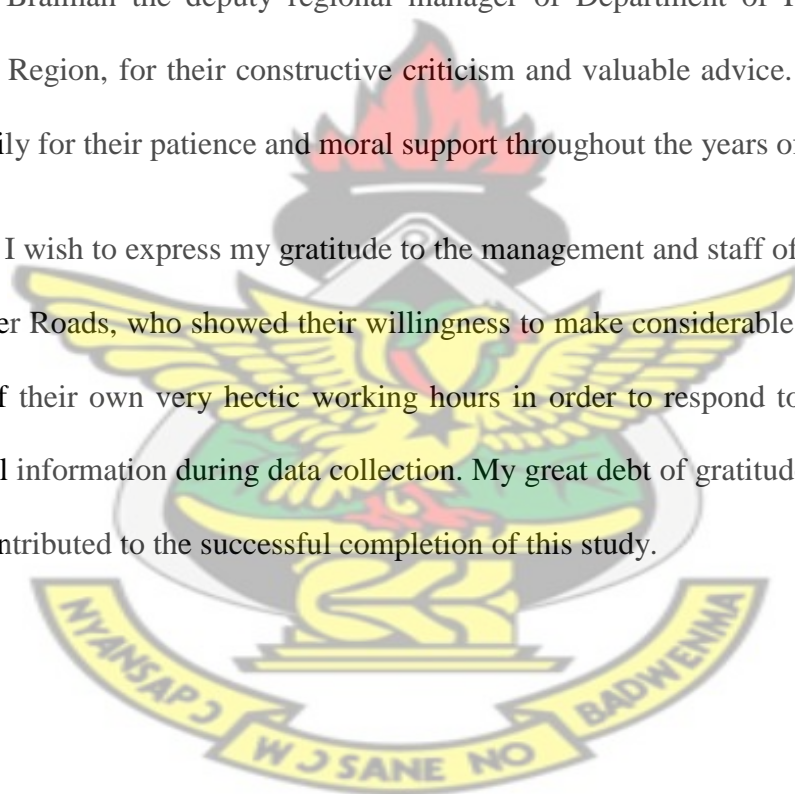 the deputy regional manager of Department of
Region, for their constructive criticism and valuable advice.
ily for their patience and moral support throughout the years o
I wish to express my gratitude to the management and staff of
er Roads, who showed their willingness to make considerable
f their own very hectic working hours in order to respond to
l information during data collection. My great debt of gratitud
ntributed to the successful completion of this study.
NYANSAPƆ WƆSANE NO BADWENMA